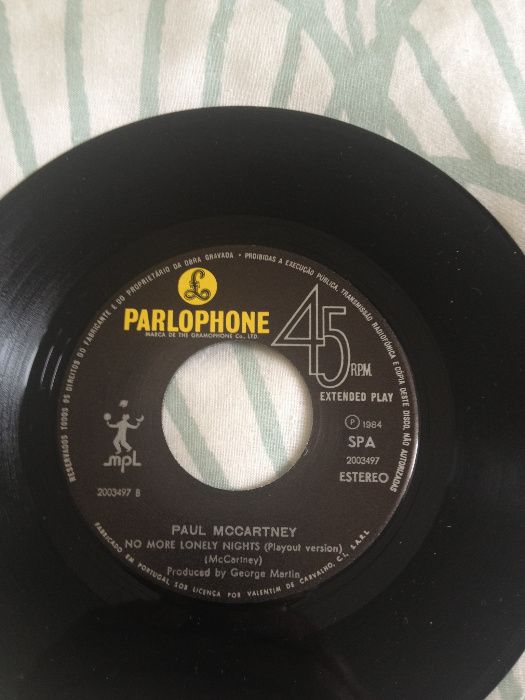 RESERVADOS TODOS OS DIREITOS DO FABRICANTE E DO PROPRIETÁRIO DA OBRA GRAVADA • PROIBIDAS A EXECUÇÃO PÚBLICA, TRANSMISSÃO RADIOFÓNICA E CÓPIA DESTE DISCO, NÃO AUTORIZADAS
£
PARLOPHONE
MARCA DE THE GRAMOPHONE Co., LTD.
45 RPM
EXTENDED PLAY
Ⓟ 1984
SPA
2003497
ESTEREO
mpl
2003497 B
PAUL MCCARTNEY
NO MORE LONELY NIGHTS (Playout version)
(McCartney)
Produced by George Martin
FABRICADO EM PORTUGAL, SOB LICENÇA POR VALENTIM DE CARVALHO, C.I., S.A.R.L.